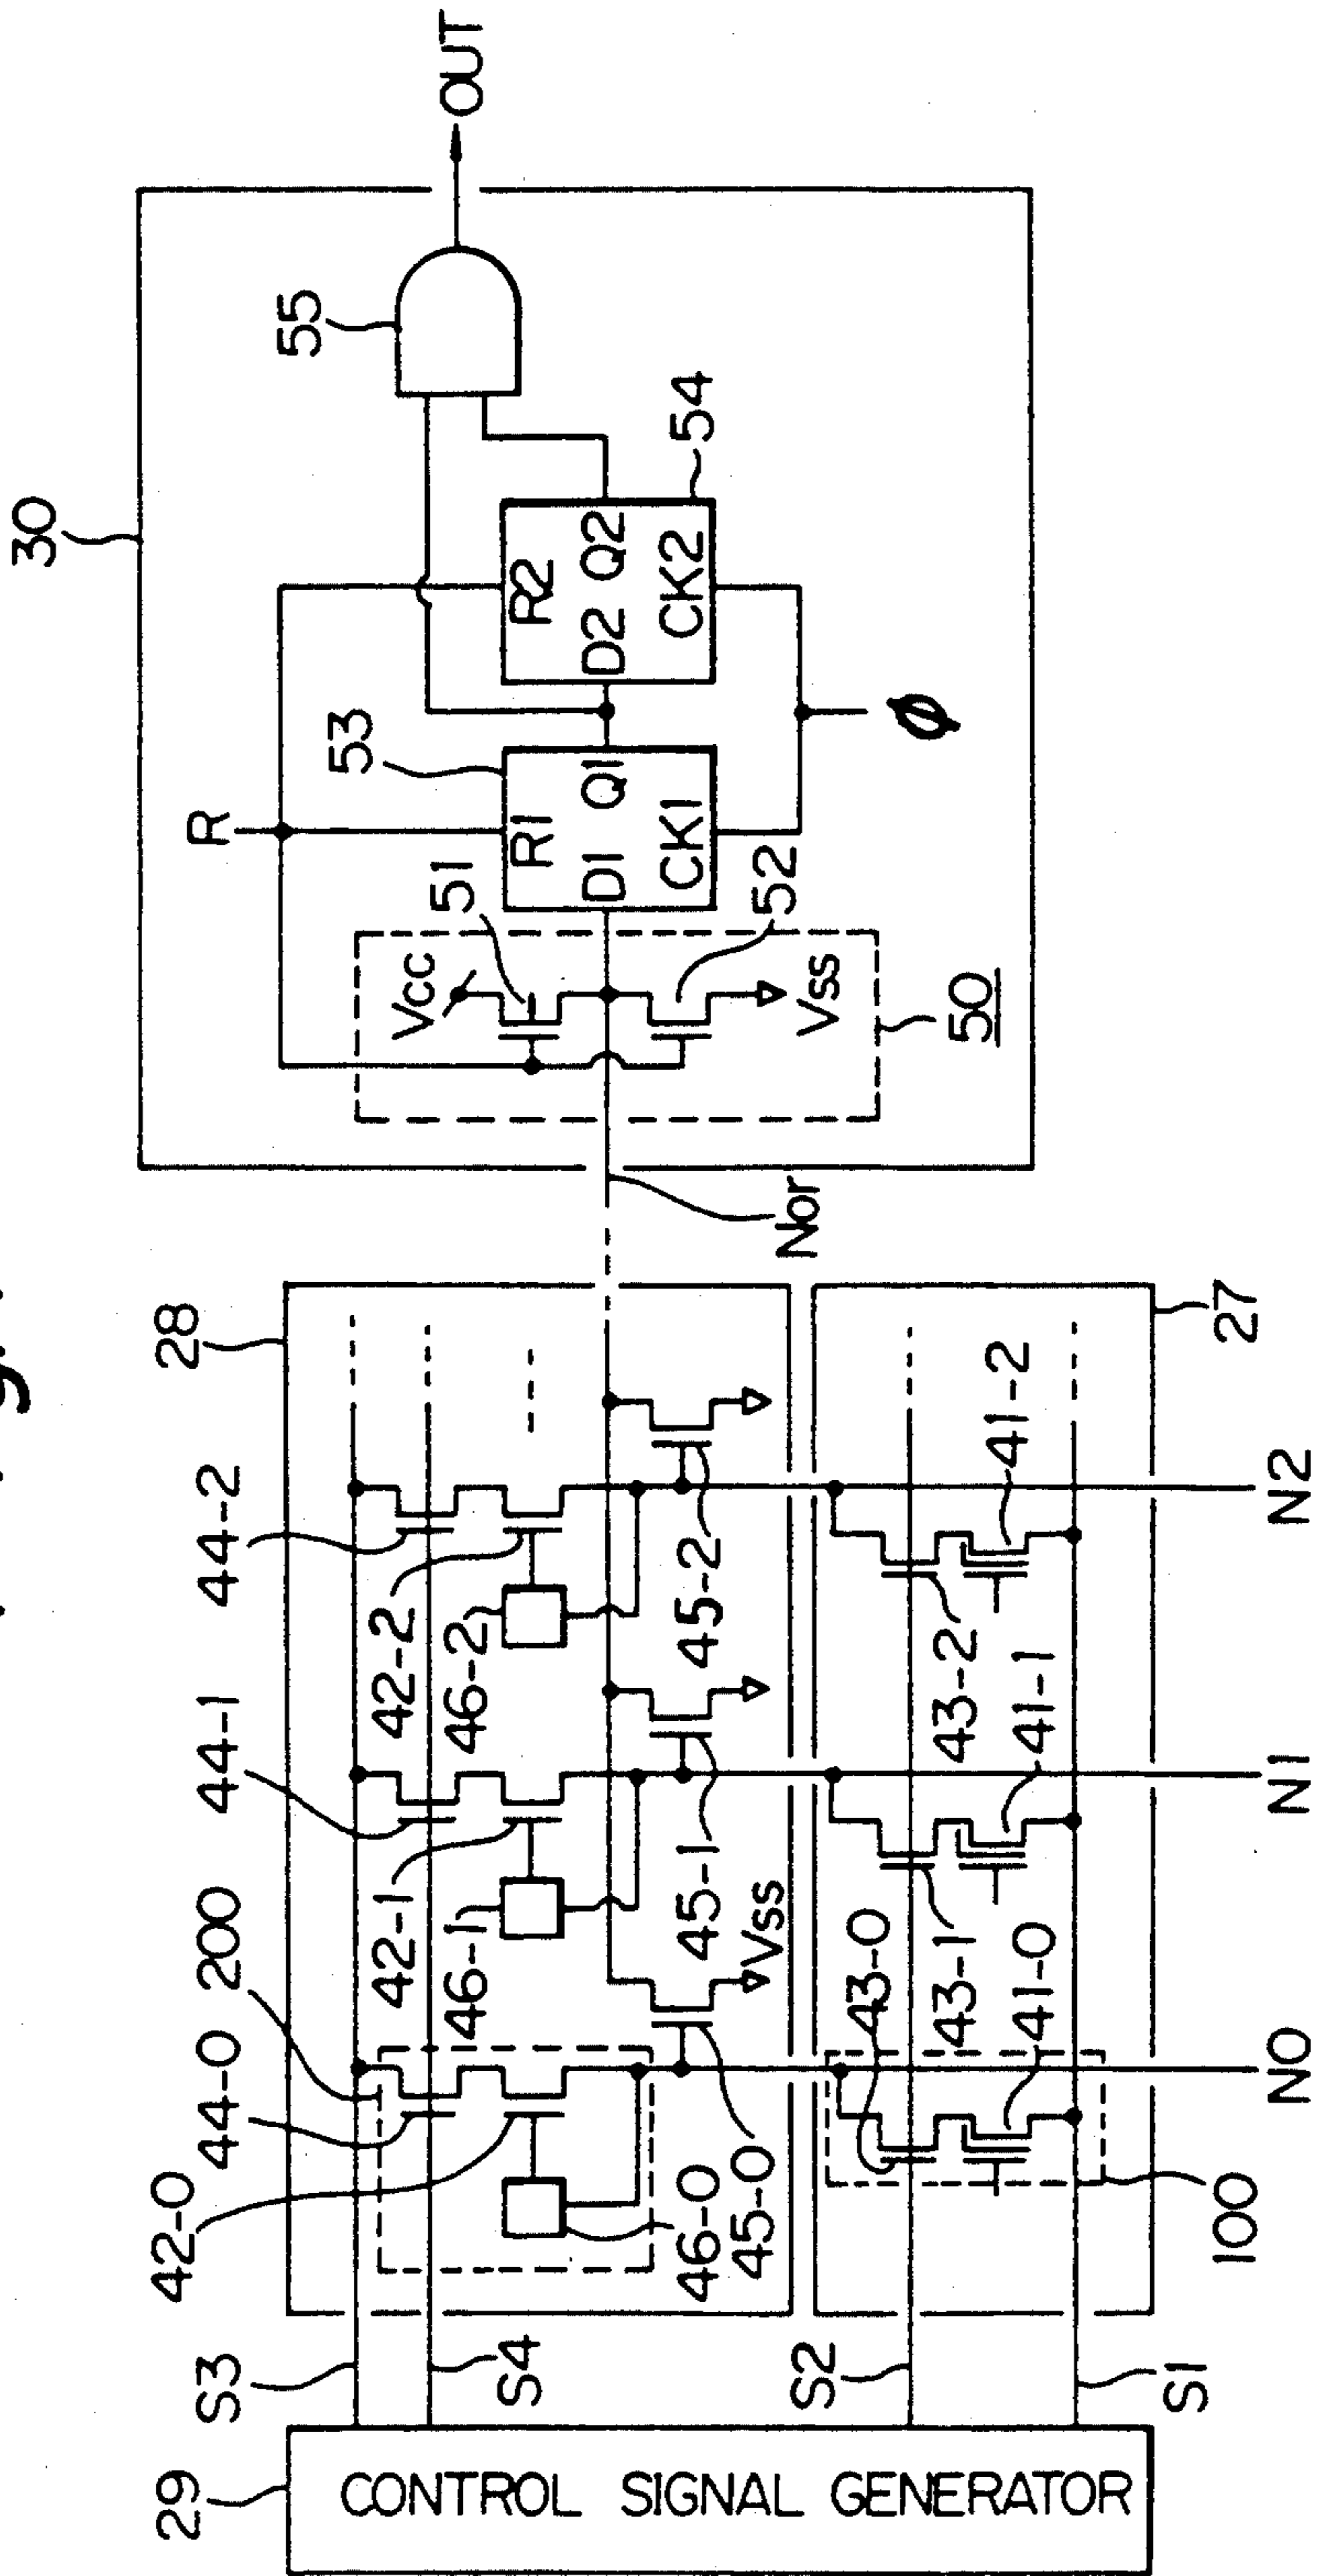 30
OUT
55
R
53
54
R1
D1 Q1
CK1
R2
D2 Q2
CK2
51
52
Vcc
Vss
50
Ø
Nor
28
44-2
42-2
46-2
45-2
44-1
42-1
46-1
45-1
200
44-0
42-0
46-0
45-0
Vss
27
43-2
41-2
43-1
41-1
43-0
41-0
100
N2
N1
N0
S3
S4
S2
S1
29
CONTROL SIGNAL GENERATOR